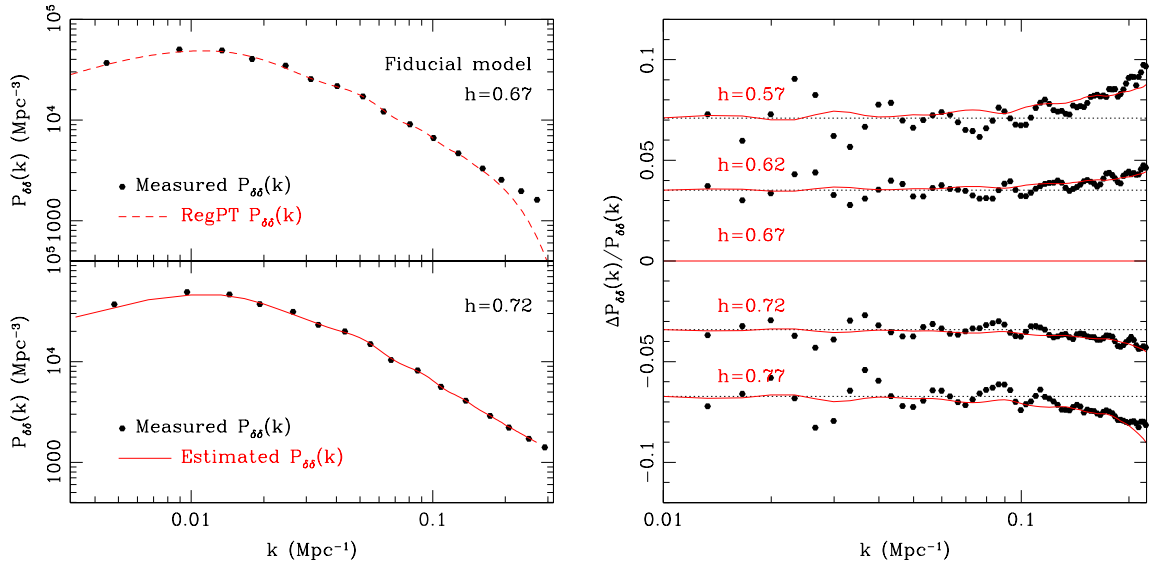 10⁵
10⁴
1000
P_δδ(k) (Mpc⁻³)
Fiducial model
h=0.67
Measured P_δδ(k)
RegPT P_δδ(k)
10⁵
10⁴
1000
P_δδ(k) (Mpc⁻³)
h=0.72
Measured P_δδ(k)
Estimated P_δδ(k)
0.01
0.1
k (Mpc⁻¹)
0.1
0.05
0
−0.05
−0.1
ΔP_δδ(k)/P_δδ(k)
h=0.57
h=0.62
h=0.67
h=0.72
h=0.77
0.01
0.1
k (Mpc⁻¹)